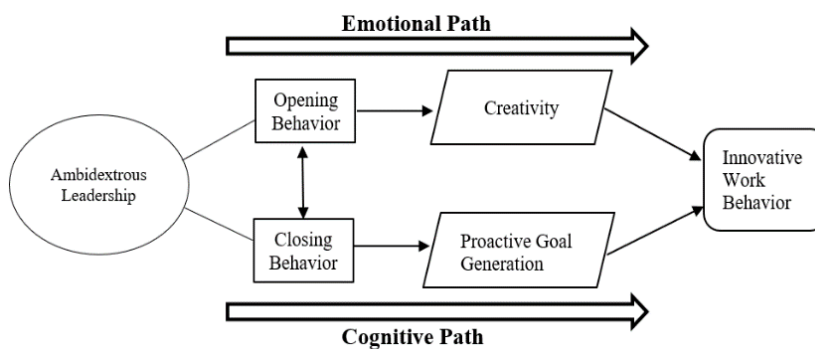 Emotional Path
Opening
Behavior
Creativity
Ambidextrous
Leadership
Innovative
Work
Behavior
Closing
Behavior
Proactive Goal
Generation
Cognitive Path